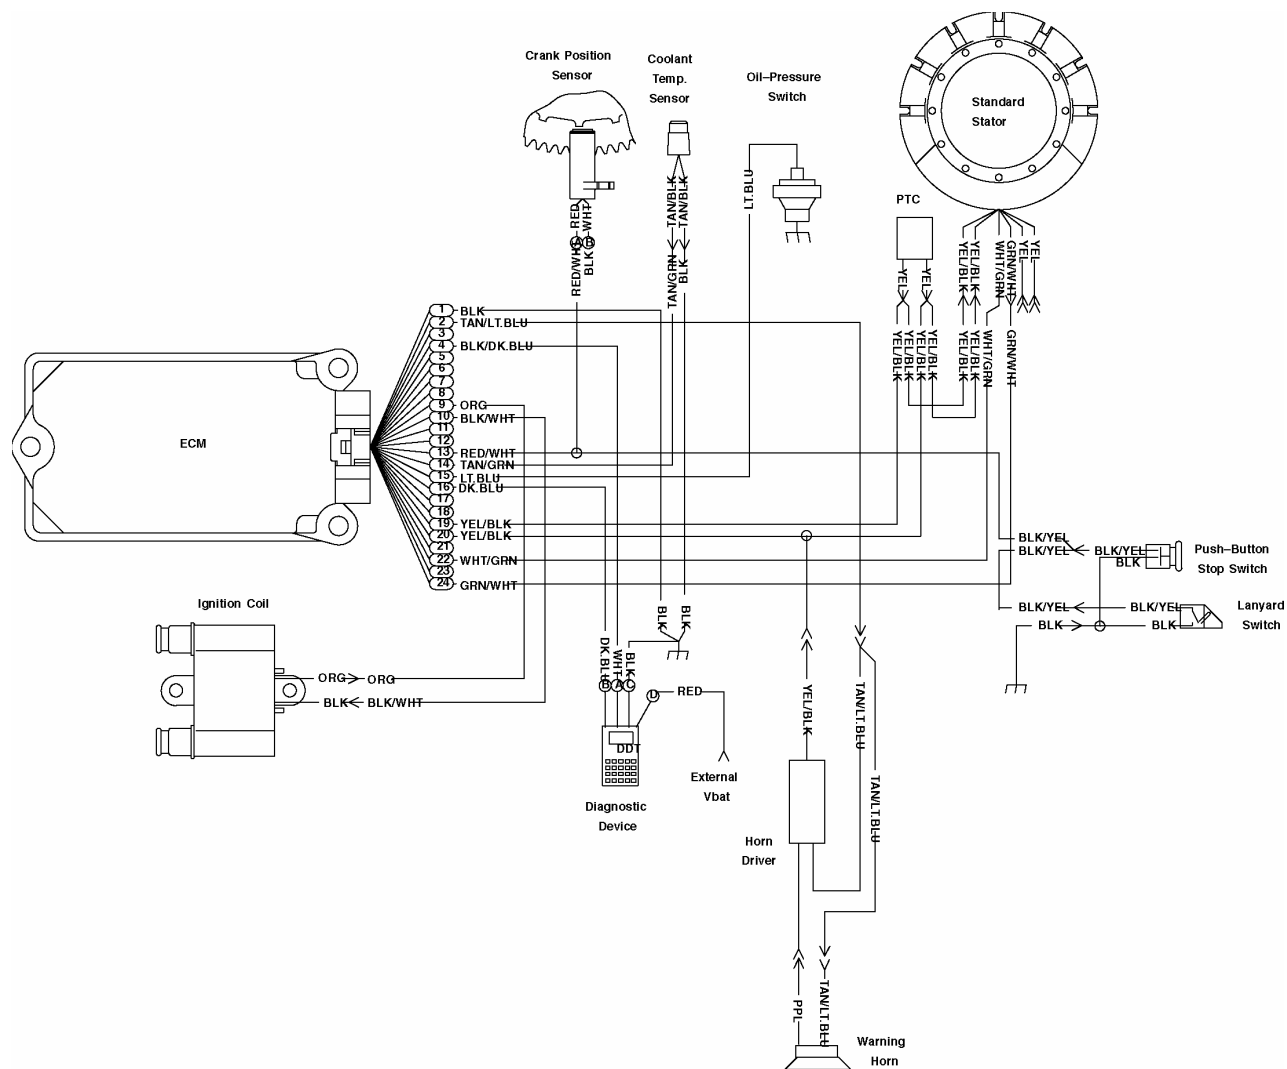 Crank Position
Sensor
Coolant
Temp.
Sensor
Oil–Pressure
Switch
Standard
Stator
PTC
RED
WHT
A
B
RED/WHT
BLK
TAN/BLK
TAN/BLK
TAN/GRN
BLK
LT.BLU
YEL
YEL
YEL/BLK
YEL/BLK
WHT/GRN
GRN/WHT
YEL
YEL
YEL/BLK
YEL/BLK
YEL/BLK
YEL/BLK
YEL/BLK
YEL/BLK
WHT/GRN
GRN/WHT
ECM
1 BLK
2 TAN/LT.BLU
3
4 BLK/DK.BLU
5
6
7
8
9 ORG
10 BLK/WHT
11
12
13 RED/WHT
14 TAN/GRN
15 LT.BLU
16 DK.BLU
17
18
19 YEL/BLK
20 YEL/BLK
21
22 WHT/GRN
23
24 GRN/WHT
BLK/YEL
BLK/YEL
BLK/YEL
BLK
Push–Button
Stop Switch
BLK/YEL
BLK/YEL
Lanyard
Switch
BLK
BLK
Ignition Coil
ORG
ORG
BLK
BLK/WHT
BLK
BLK
DK.BLU
WHT
BLK
B
A
C
D
RED
DDT
External
Vbat
Diagnostic
Device
YEL/BLK
TAN/LT.BLU
TAN/LT.BLU
Horn
Driver
PPL
TAN/LT.BLU
Warning
Horn